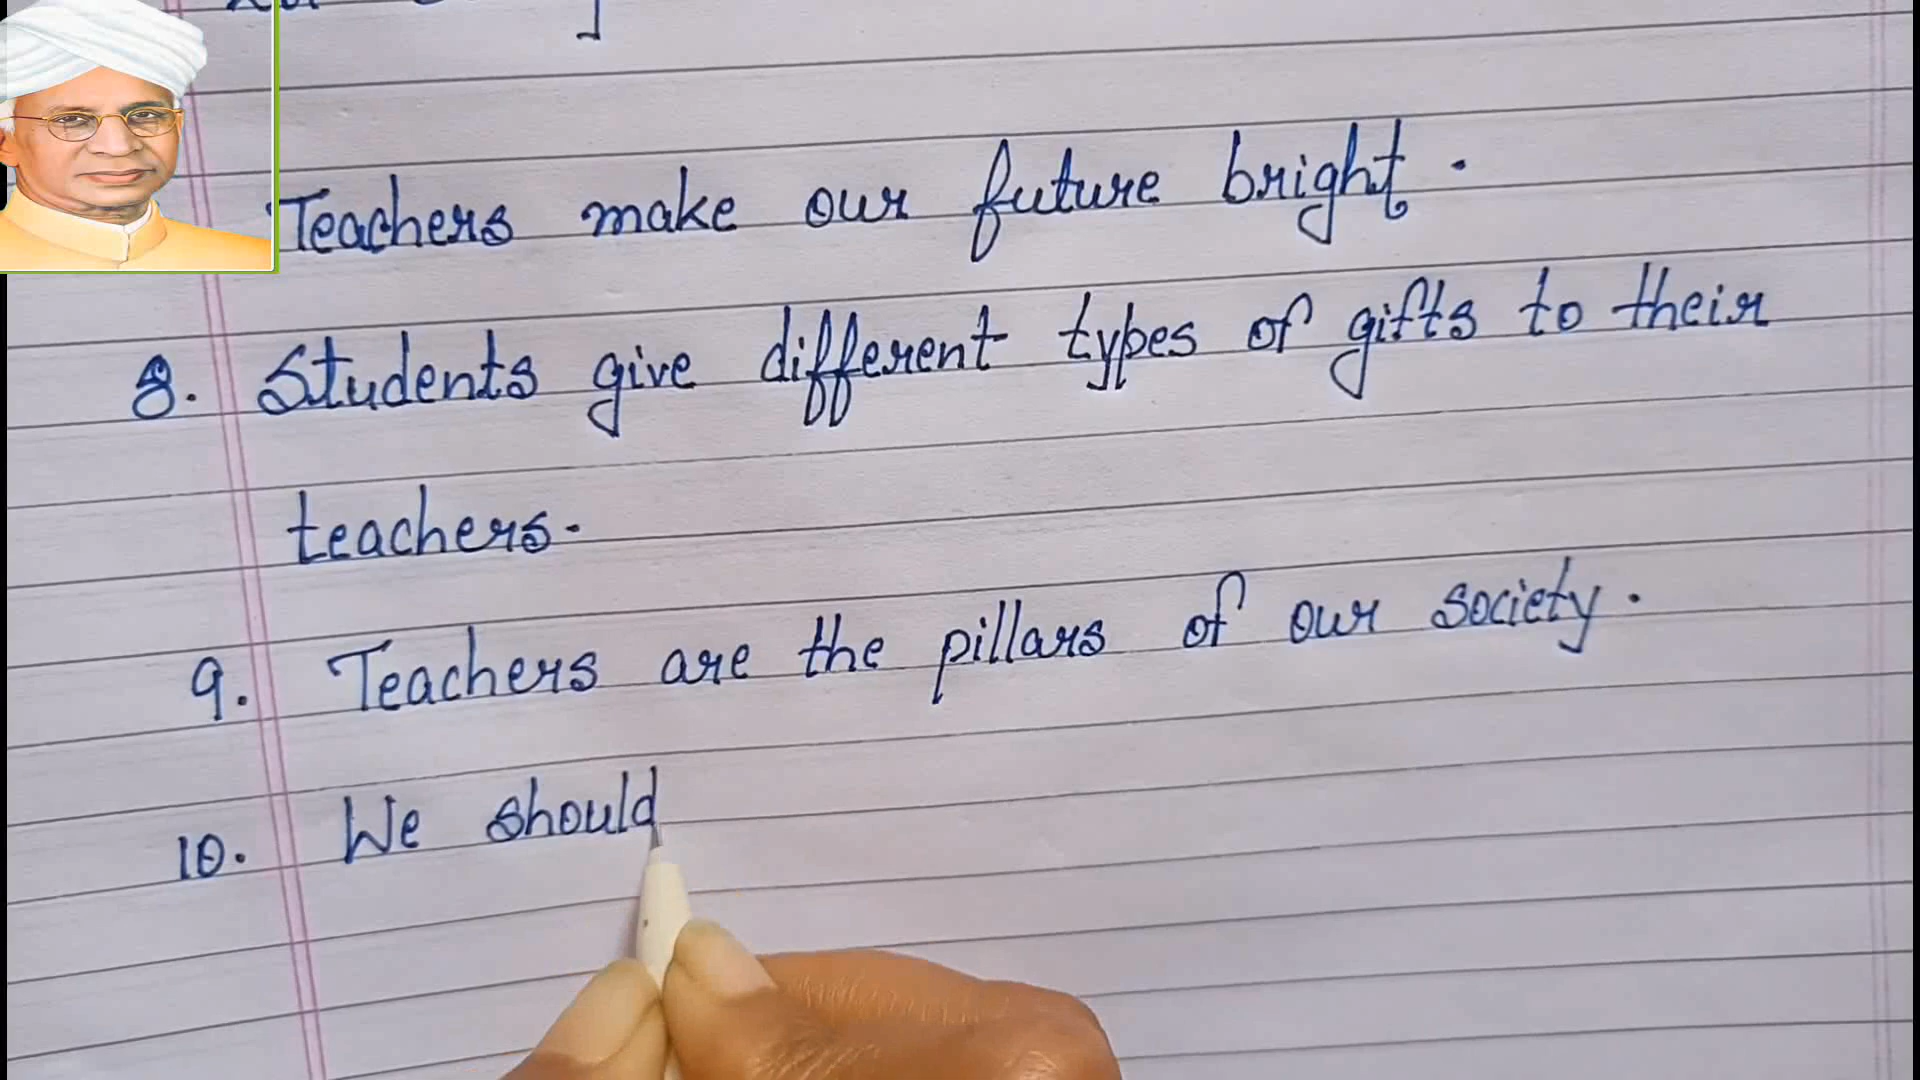 Teachers make our future bright.
8. Students give different types of gifts to their
teachers.
9. Teachers are the pillars of our society.
10. We should